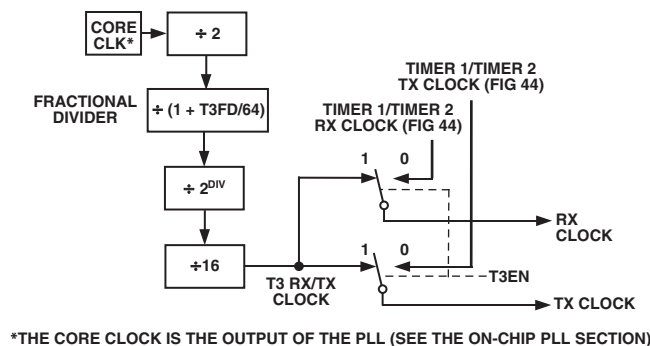 CORE
CLK*
÷ 2
TIMER 1/TIMER 2
TX CLOCK (FIG 44)
FRACTIONAL
DIVIDER
÷ (1 + T3FD/64)
TIMER 1/TIMER 2
RX CLOCK (FIG 44)
1 0
÷ 2DIV
RX
CLOCK
÷16
1 0
T3 RX/TX
CLOCK
T3EN
TX CLOCK
*THE CORE CLOCK IS THE OUTPUT OF THE PLL (SEE THE ON-CHIP PLL SECTION)